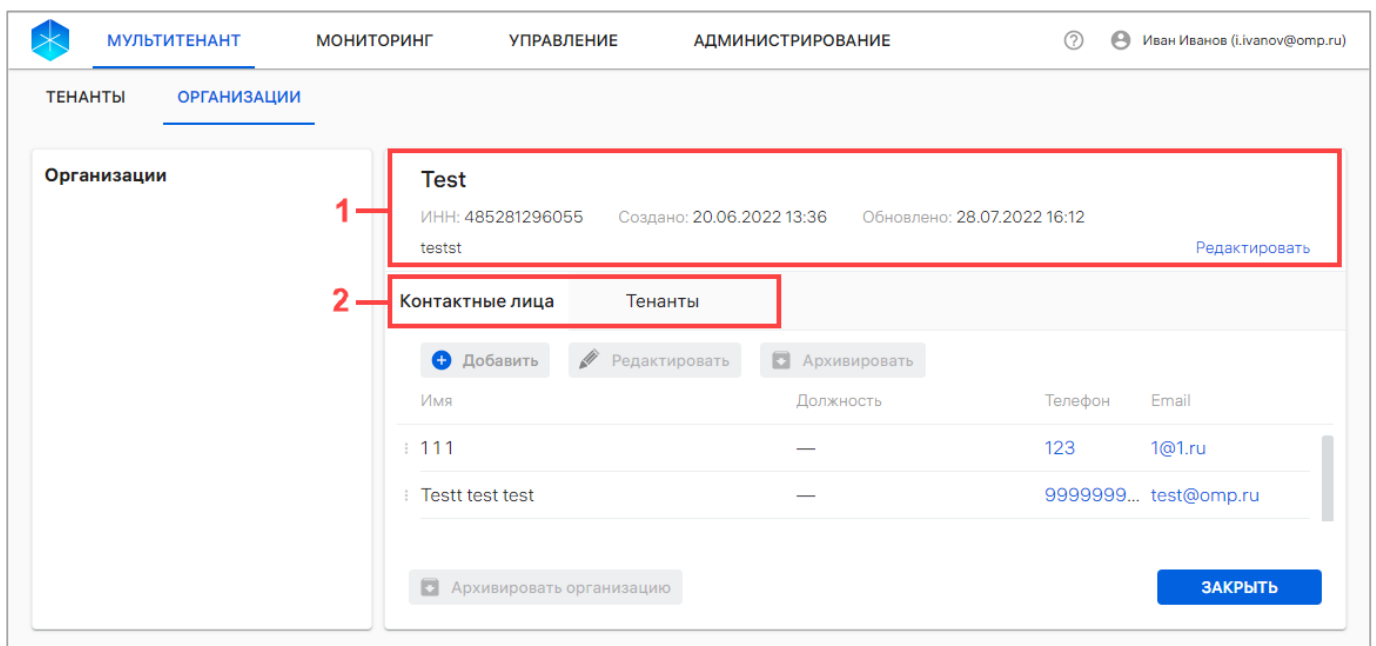 МУЛЬТИТЕНАНТ МОНИТОРИНГ УПРАВЛЕНИЕ АДМИНИСТРИРОВАНИЕ ? Иван Иванов (i.ivanov@omp.ru)
ТЕНАНТЫ ОРГАНИЗАЦИИ
Организации
1
Test
ИНН: 485281296055 Создано: 20.06.2022 13:36 Обновлено: 28.07.2022 16:12
testst Редактировать
2
Контактные лица Тенанты
Добавить Редактировать Архивировать
Имя Должность Телефон Email
111 — 123 1@1.ru
Testt test test — 9999999... test@omp.ru
Архивировать организацию ЗАКРЫТЬ